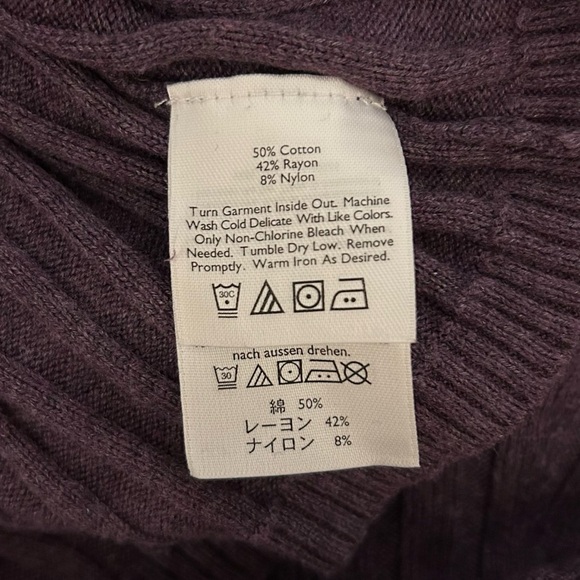 50% Cotton
42% Rayon
8% Nylon
Turn Garment Inside Out. Machine
Wash Cold Delicate With Like Colors.
Only Non-Chlorine Bleach When
Needed. Tumble Dry Low. Remove
Promptly. Warm Iron As Desired.
30C
nach aussen drehen.
30
綿 50%
レーヨン 42%
ナイロン 8%